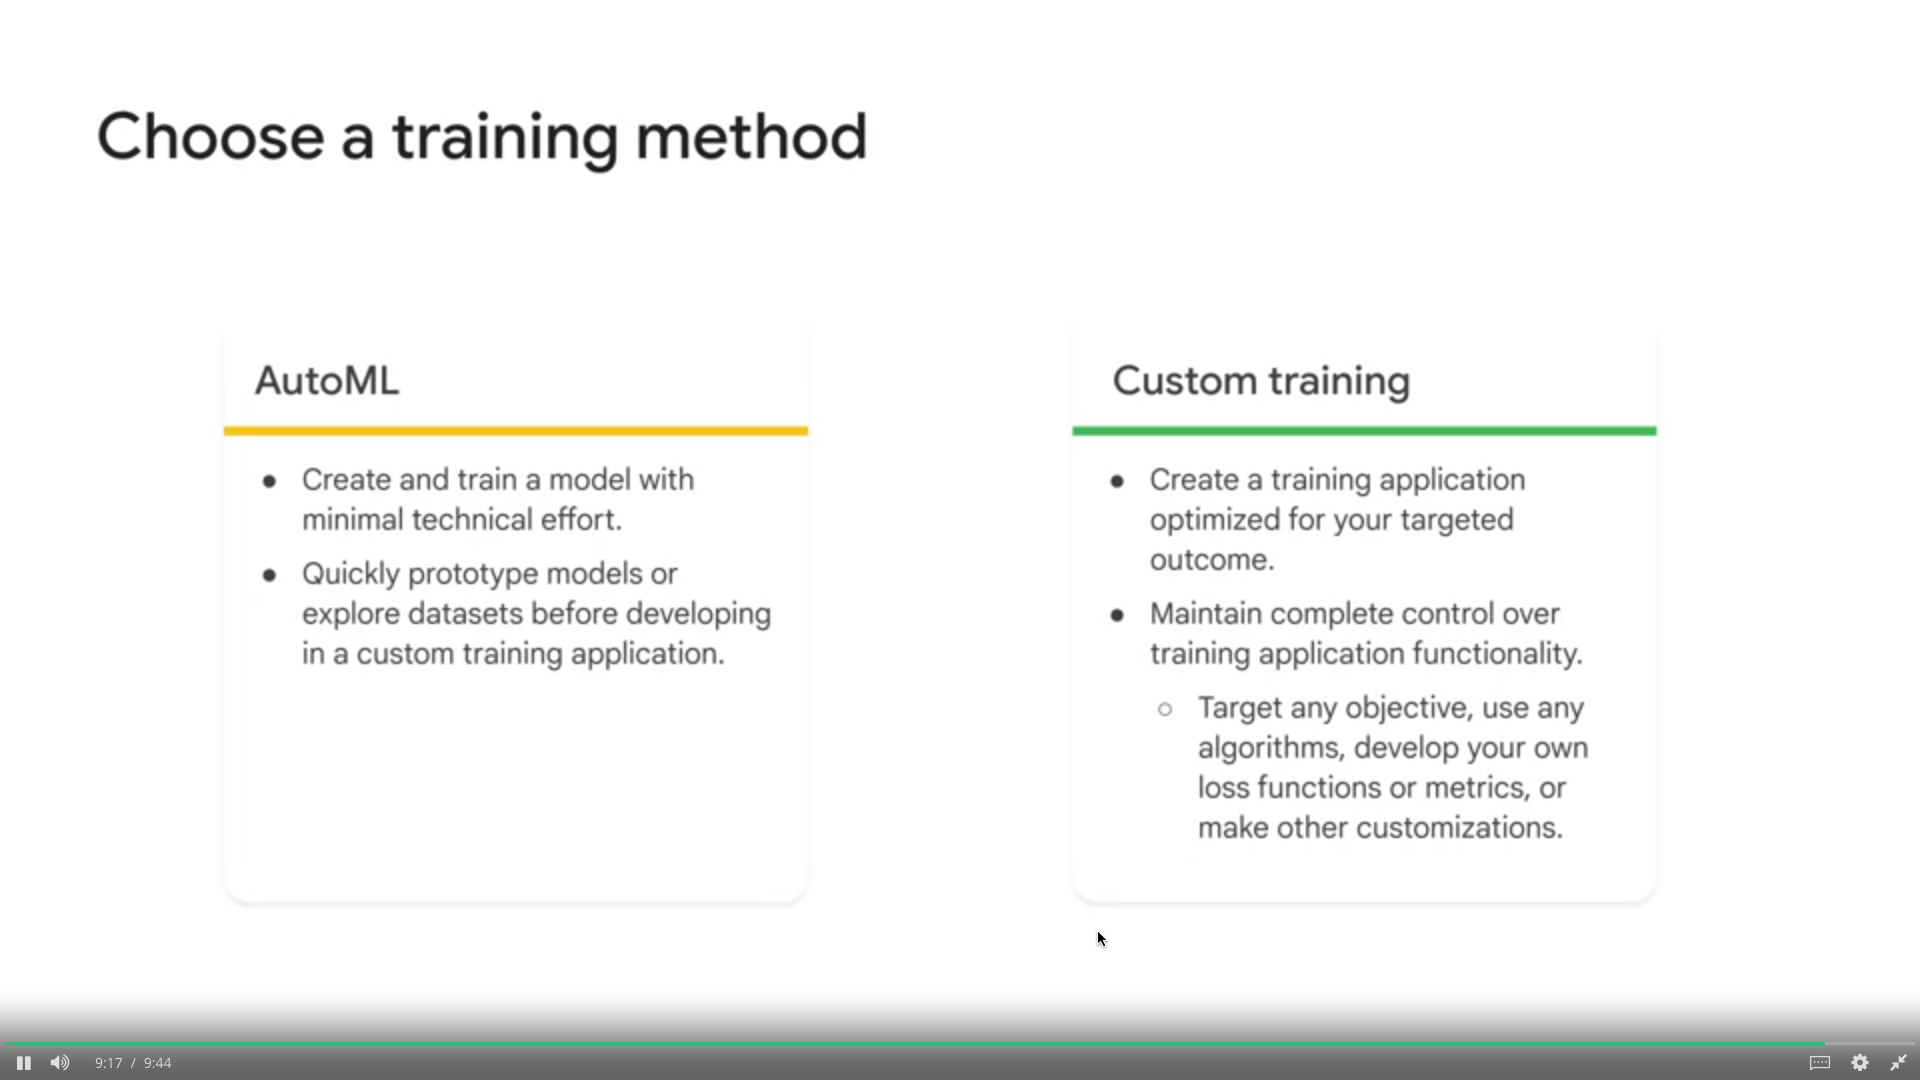 Choose a training method
AutoML
● Create and train a model with
minimal technical effort.
● Quickly prototype models or
explore datasets before developing
in a custom training application.
Custom training
● Create a training application
optimized for your targeted
outcome.
● Maintain complete control over
training application functionality.
○ Target any objective, use any
algorithms, develop your own
loss functions or metrics, or
make other customizations.
9:17 / 9:44